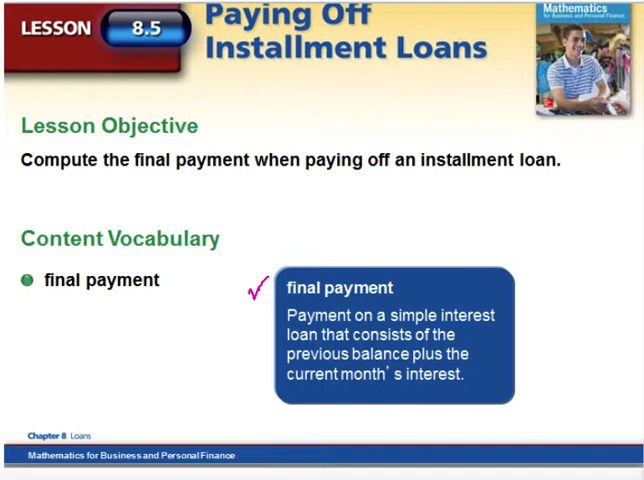 LESSON 8.5
Paying Off
Installment Loans
Mathematics
for Business and Personal Finance
Lesson Objective
Compute the final payment when paying off an installment loan.
Content Vocabulary
final payment
final payment
Payment on a simple interest
loan that consists of the
previous balance plus the
current month's interest.
Chapter 8 Loans
Mathematics for Business and Personal Finance